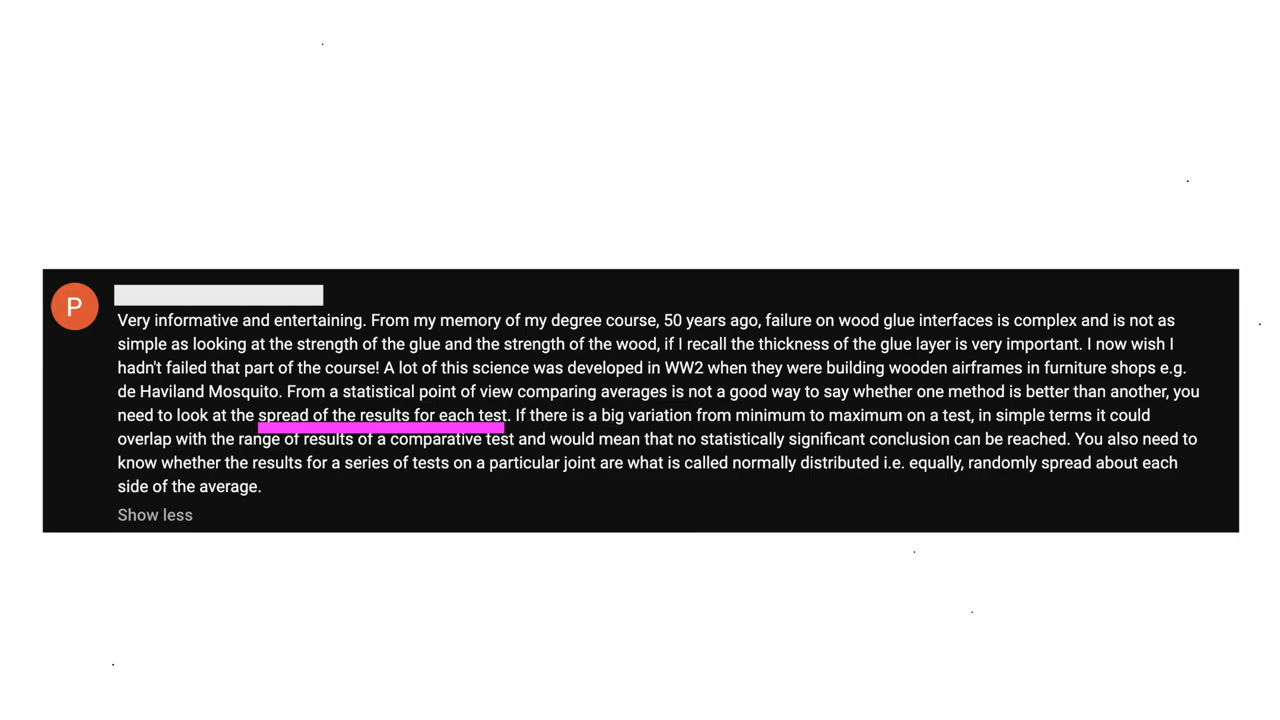 P
Very informative and entertaining. From my memory of my degree course, 50 years ago, failure on wood glue interfaces is complex and is not as
simple as looking at the strength of the glue and the strength of the wood, if I recall the thickness of the glue layer is very important. I now wish I
hadn't failed that part of the course! A lot of this science was developed in WW2 when they were building wooden airframes in furniture shops e.g.
de Haviland Mosquito. From a statistical point of view comparing averages is not a good way to say whether one method is better than another, you
need to look at the spread of the results for each test. If there is a big variation from minimum to maximum on a test, in simple terms it could
overlap with the range of results of a comparative test and would mean that no statistically significant conclusion can be reached. You also need to
know whether the results for a series of tests on a particular joint are what is called normally distributed i.e. equally, randomly spread about each
side of the average.
Show less